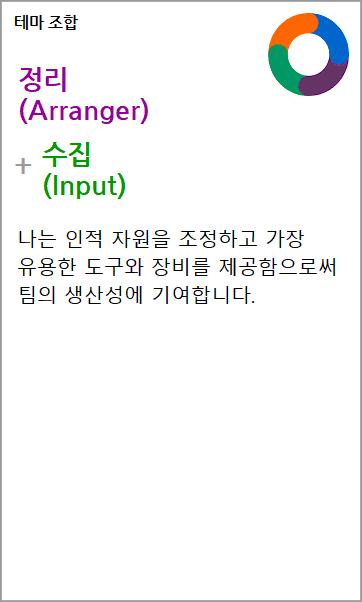 테마 조합
정리
(Arranger)
+ 수집
(Input)
나는 인적 자원을 조정하고 가장
유용한 도구와 장비를 제공함으로써
팀의 생산성에 기여합니다.